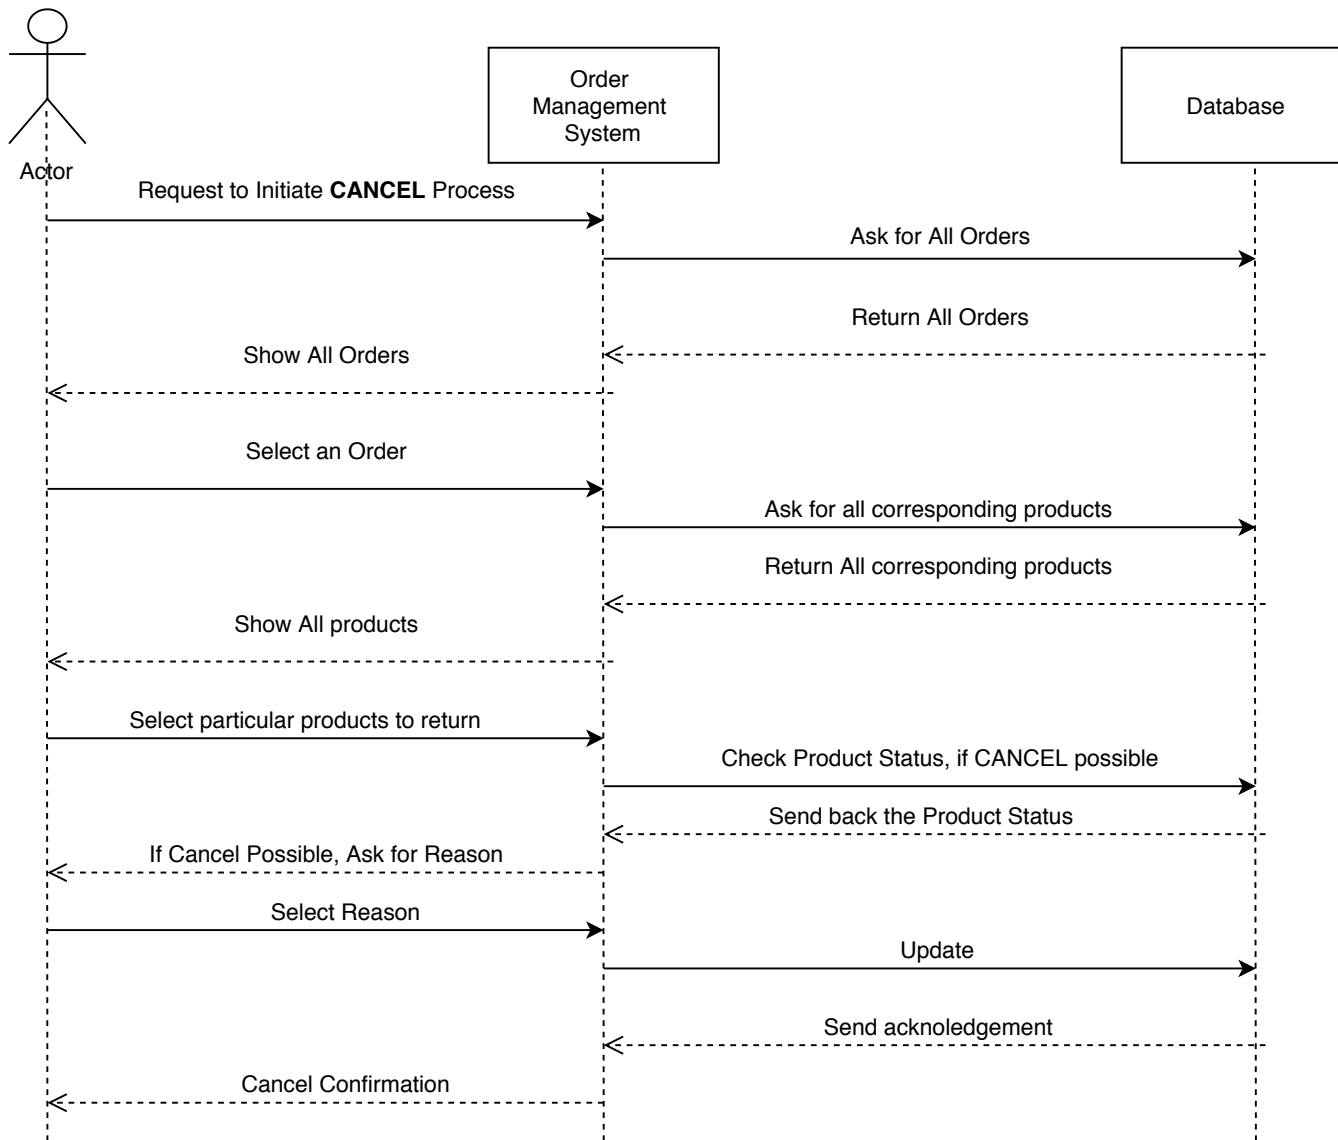 Order
Management
System
Database
Actor
Request to Initiate CANCEL Process
Ask for All Orders
Return All Orders
Show All Orders
Select an Order
Ask for all corresponding products
Return All corresponding products
Show All products
Select particular products to return
Check Product Status, if CANCEL possible
Send back the Product Status
If Cancel Possible, Ask for Reason
Select Reason
Update
Send acknoledgement
Cancel Confirmation